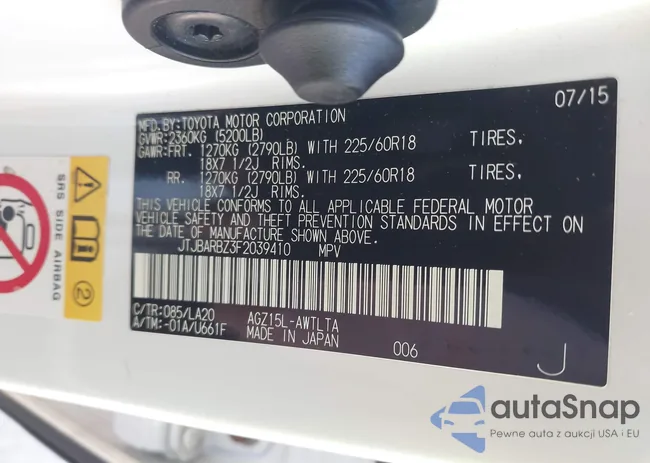 07/15
MFD.BY:TOYOTA MOTOR CORPORATION
GVWR:2360KG (5200LB)
GAWR:FRT. 1270KG (2790LB) WITH 225/60R18 TIRES,
18X7 1/2J RIMS.
RR. 1270KG (2790LB) WITH 225/60R18 TIRES,
18X7 1/2J RIMS.
THIS VEHICLE CONFORMS TO ALL APPLICABLE FEDERAL MOTOR
VEHICLE SAFETY AND THEFT PREVENTION STANDARDS IN EFFECT ON
THE DATE OF MANUFACTURE SHOWN ABOVE.
JTJBARBZ3F2039410 MPV
C/TR:085/LA20 AGZ15L-AWTLTA
A/TM:-01A/U661F MADE IN JAPAN 006 J
SRS SIDE AIRBAG
2
autaSnap
Pewne auta z aukcji USA i EU